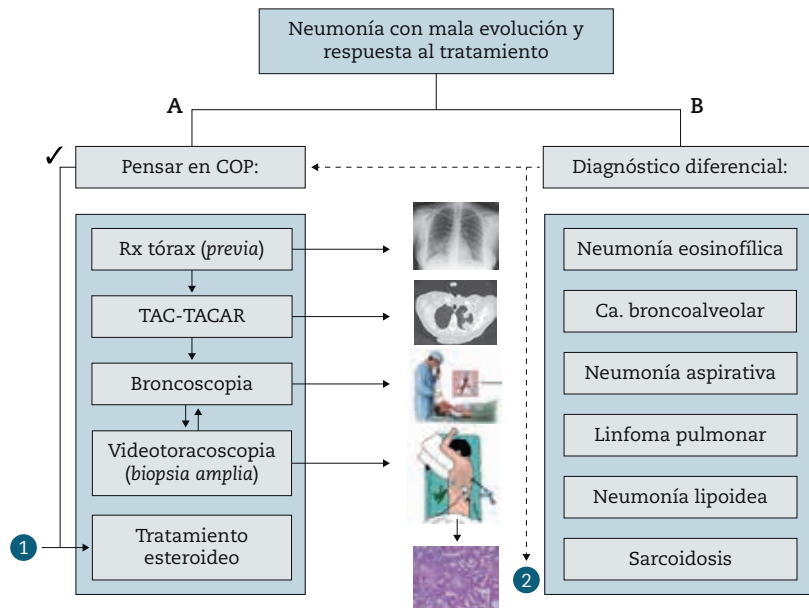 Neumonía con mala evolución y
respuesta al tratamiento
A
B
✓
Pensar en COP:
Diagnóstico diferencial:
Rx tórax (previa)
TAC-TACAR
Broncoscopia
Videotoracoscopia
(biopsia amplia)
Tratamiento
esteroideo
1
2
Neumonía eosinofílica
Ca. broncoalveolar
Neumonía aspirativa
Linfoma pulmonar
Neumonía lipoidea
Sarcoidosis